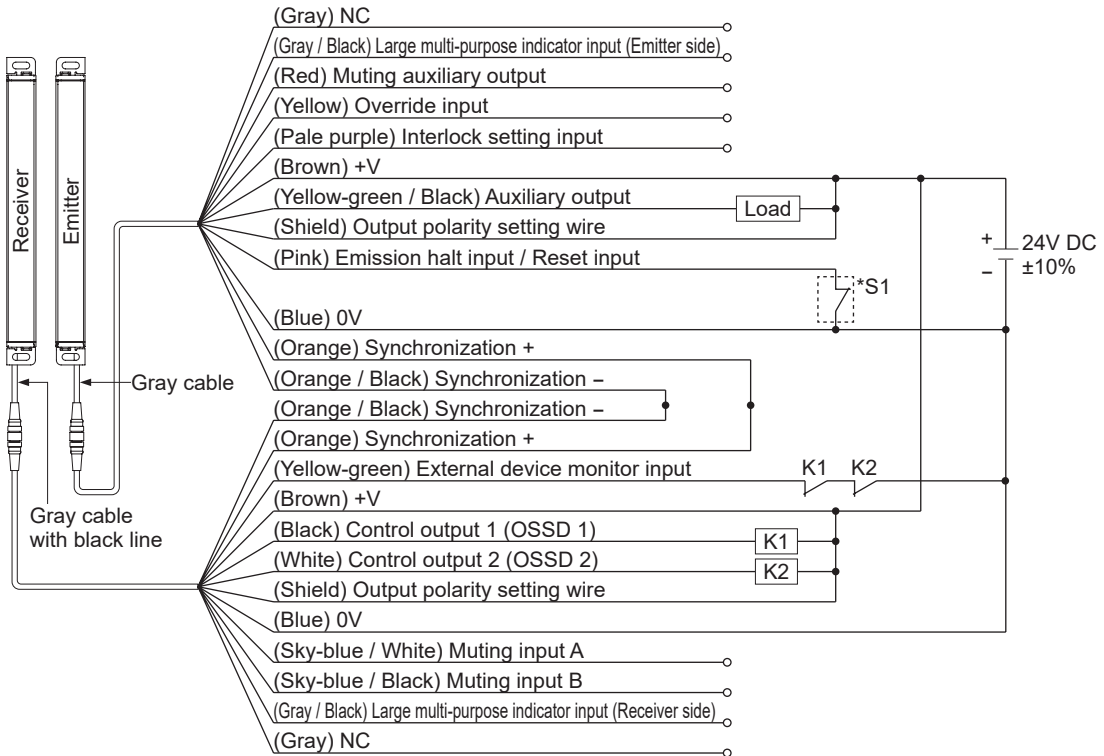 (Gray) NC
(Gray / Black) Large multi-purpose indicator input (Emitter side)
(Red) Muting auxiliary output
(Yellow) Override input
(Pale purple) Interlock setting input
(Brown) +V
(Yellow-green / Black) Auxiliary output
Load
(Shield) Output polarity setting wire
(Pink) Emission halt input / Reset input
*S1
+
−
24V DC
±10%
Receiver
Emitter
(Blue) 0V
(Orange) Synchronization +
(Orange / Black) Synchronization −
(Orange / Black) Synchronization −
(Orange) Synchronization +
Gray cable
Gray cable
with black line
(Yellow-green) External device monitor input
K1 K2
(Brown) +V
(Black) Control output 1 (OSSD 1)
K1
(White) Control output 2 (OSSD 2)
K2
(Shield) Output polarity setting wire
(Blue) 0V
(Sky-blue / White) Muting input A
(Sky-blue / Black) Muting input B
(Gray / Black) Large multi-purpose indicator input (Receiver side)
(Gray) NC